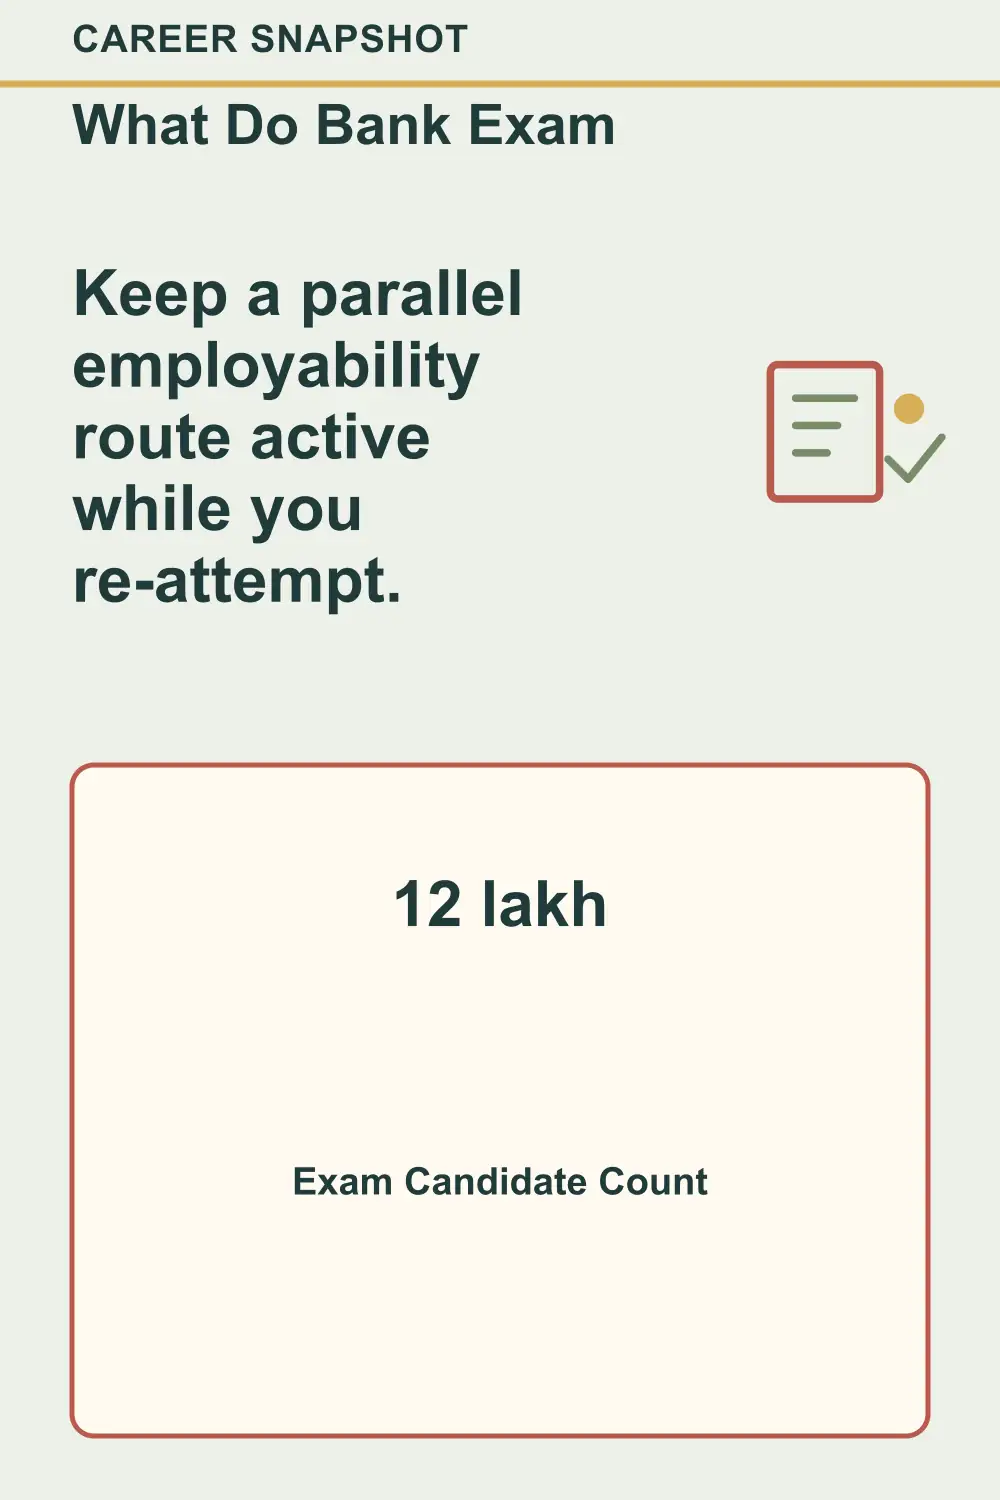 CAREER SNAPSHOT
What Do Bank Exam
Keep a parallel
employability
route active
while you
re-attempt.
12 lakh
Exam Candidate Count